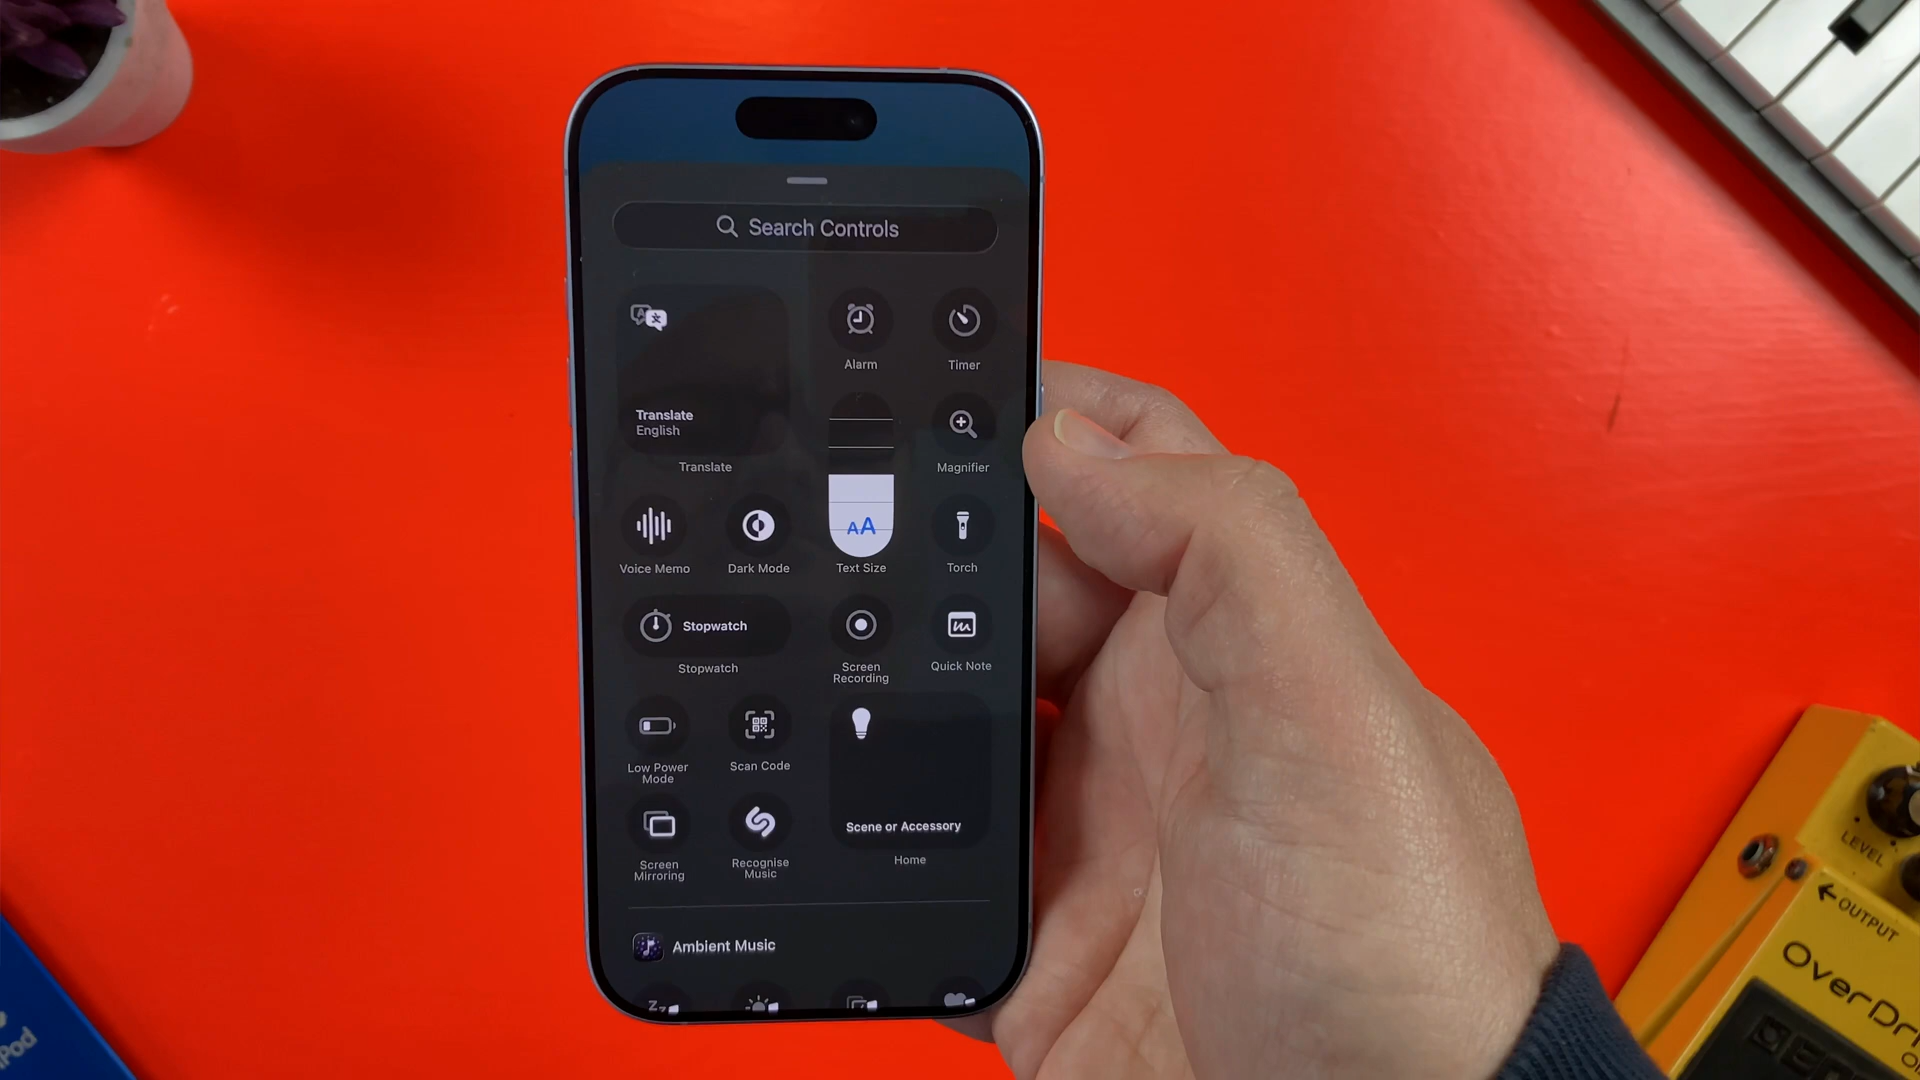 Search Controls
Alarm
Timer
Translate
English
Translate
Magnifier
AA
Voice Memo
Dark Mode
Text Size
Torch
Stopwatch
Stopwatch
Screen
Recording
Quick Note
Low Power
Mode
Scan Code
Scene or Accessory
Screen
Mirroring
Recognise
Music
Home
Ambient Music
LEVEL
←OUTPUT
OverDr
Pod